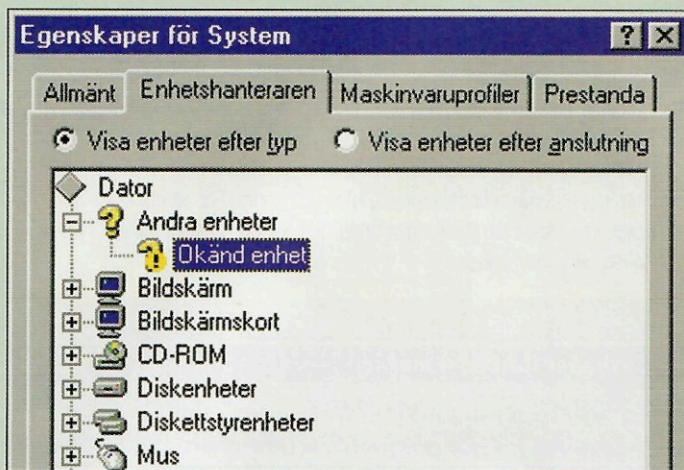 Egenskaper för System
Allmänt Enhetshanteraren Maskinvaruprofiler Prestanda
Visa enheter efter typ Visa enheter efter anslutning
Dator
Andra enheter
Okänd enhet
Bildskärm
Bildskärmskort
CD-ROM
Diskenheter
Diskettstyrenheter
Mus